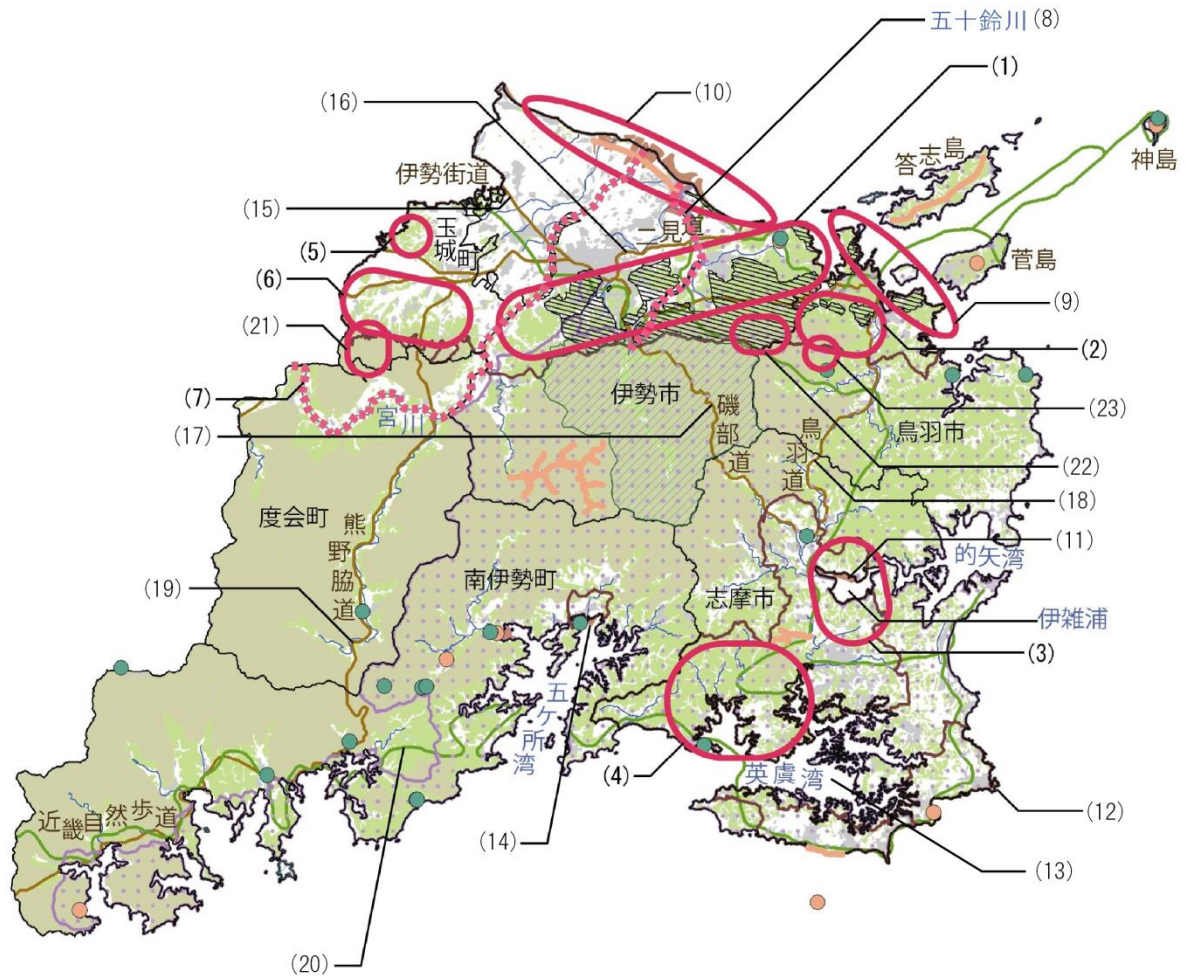 五十鈴川 (8)
(1)
(10)
(16)
答志島
神島
伊勢街道
(15)
玉城町
二見道
(5)
菅島
(6)
(9)
(21)
(2)
伊勢市
(7)
宮川
磯部道
(23)
鳥羽市
(17)
鳥羽道
(22)
(18)
度会町
熊野脇道
(11)
的矢湾
南伊勢町
志摩市
(19)
伊雑浦
(3)
五ケ所湾
(4)
英虞湾
(12)
近畿自然歩道
(14)
(13)
(20)